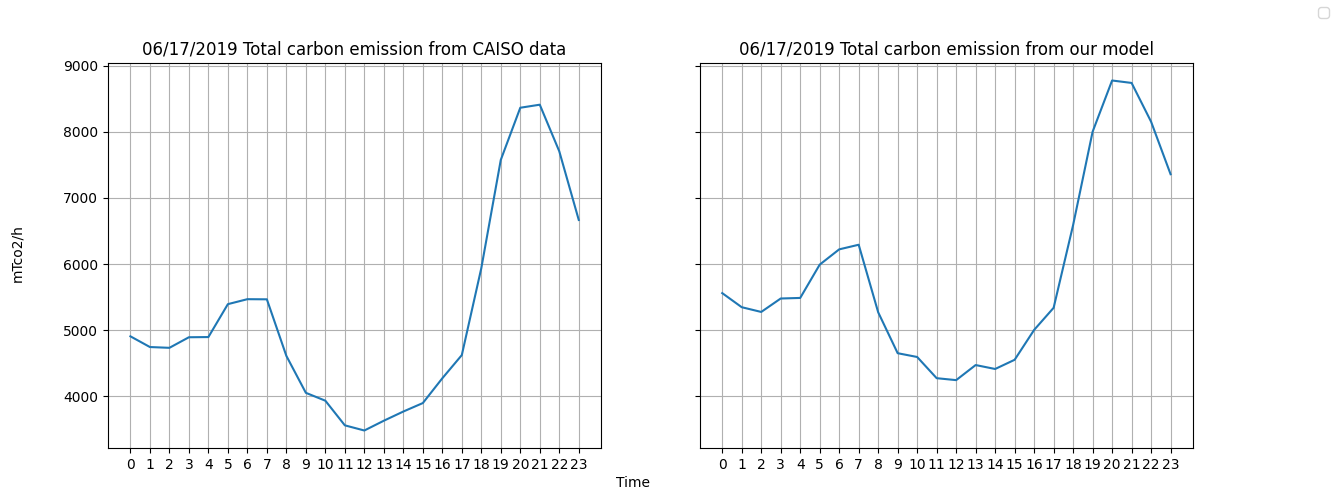 06/17/2019 Total carbon emission from CAISO data
06/17/2019 Total carbon emission from our model
9000
8000
7000
6000
5000
4000
mTco2/h
0 1 2 3 4 5 6 7 8 9 10 11 12 13 14 15 16 17 18 19 20 21 22 23
0 1 2 3 4 5 6 7 8 9 10 11 12 13 14 15 16 17 18 19 20 21 22 23
Time